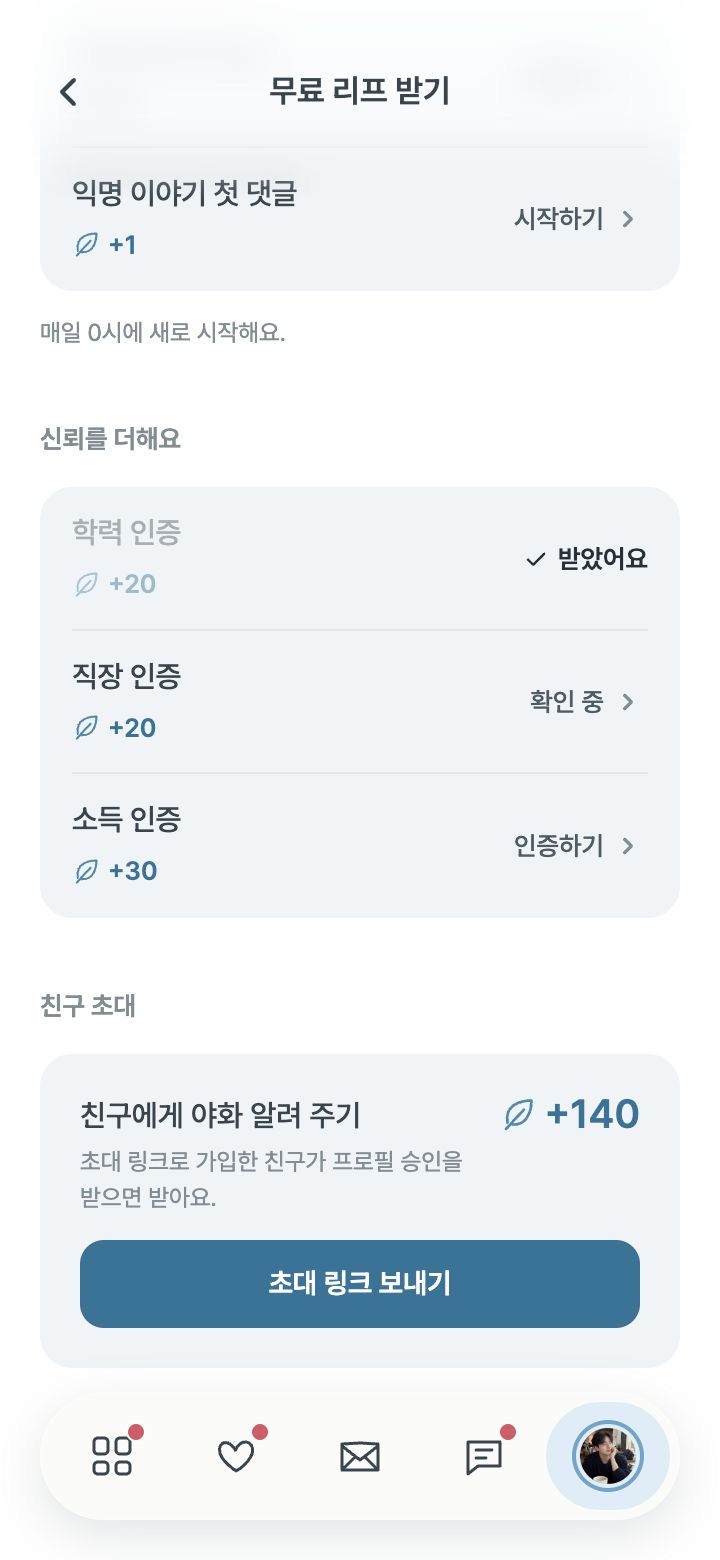 무료 리프 받기
익명 이야기 첫 댓글
+1
시작하기
매일 0시에 새로 시작해요.
신뢰를 더해요
학력 인증
+20
받았어요
직장 인증
+20
확인 중
소득 인증
+30
인증하기
친구 초대
친구에게 야화 알려 주기
+140
초대 링크로 가입한 친구가 프로필 승인을
받으면 받아요.
초대 링크 보내기